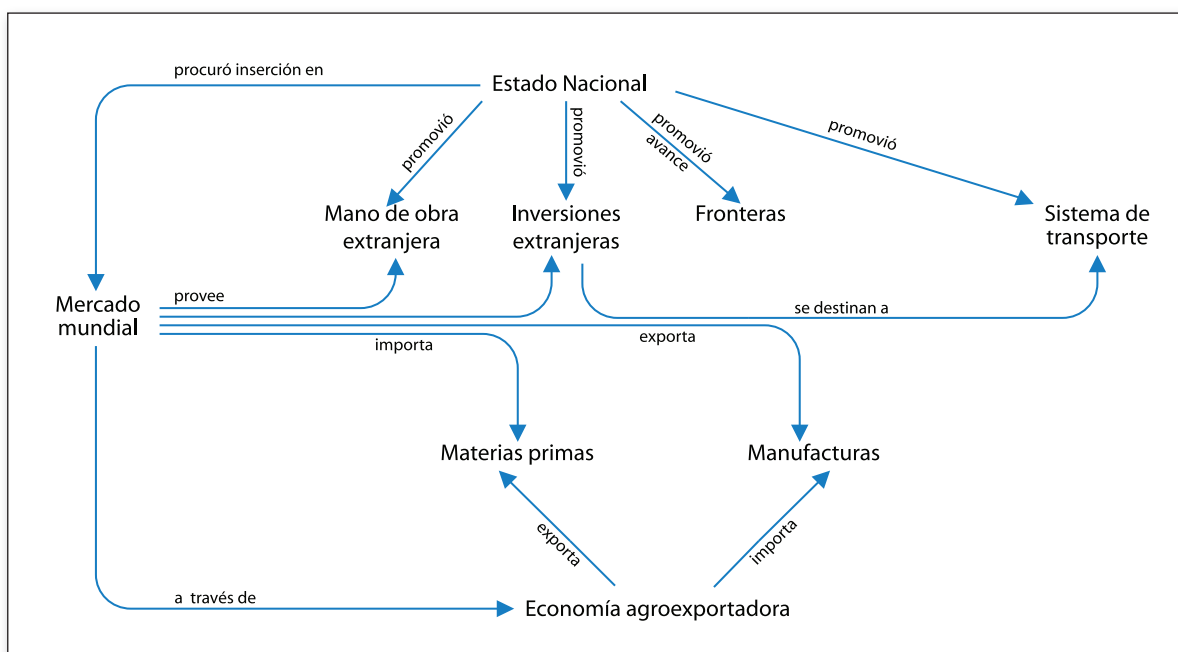 procuró inserción en
Estado Nacional
promovió
promovió
promovió
avance
promovió
Mano de obra
extranjera
Inversiones
extranjeras
Fronteras
Sistema de
transporte
Mercado
mundial
provee
se destinan a
importa
exporta
Materias primas
Manufacturas
exporta
importa
a través de
Economía agroexportadora